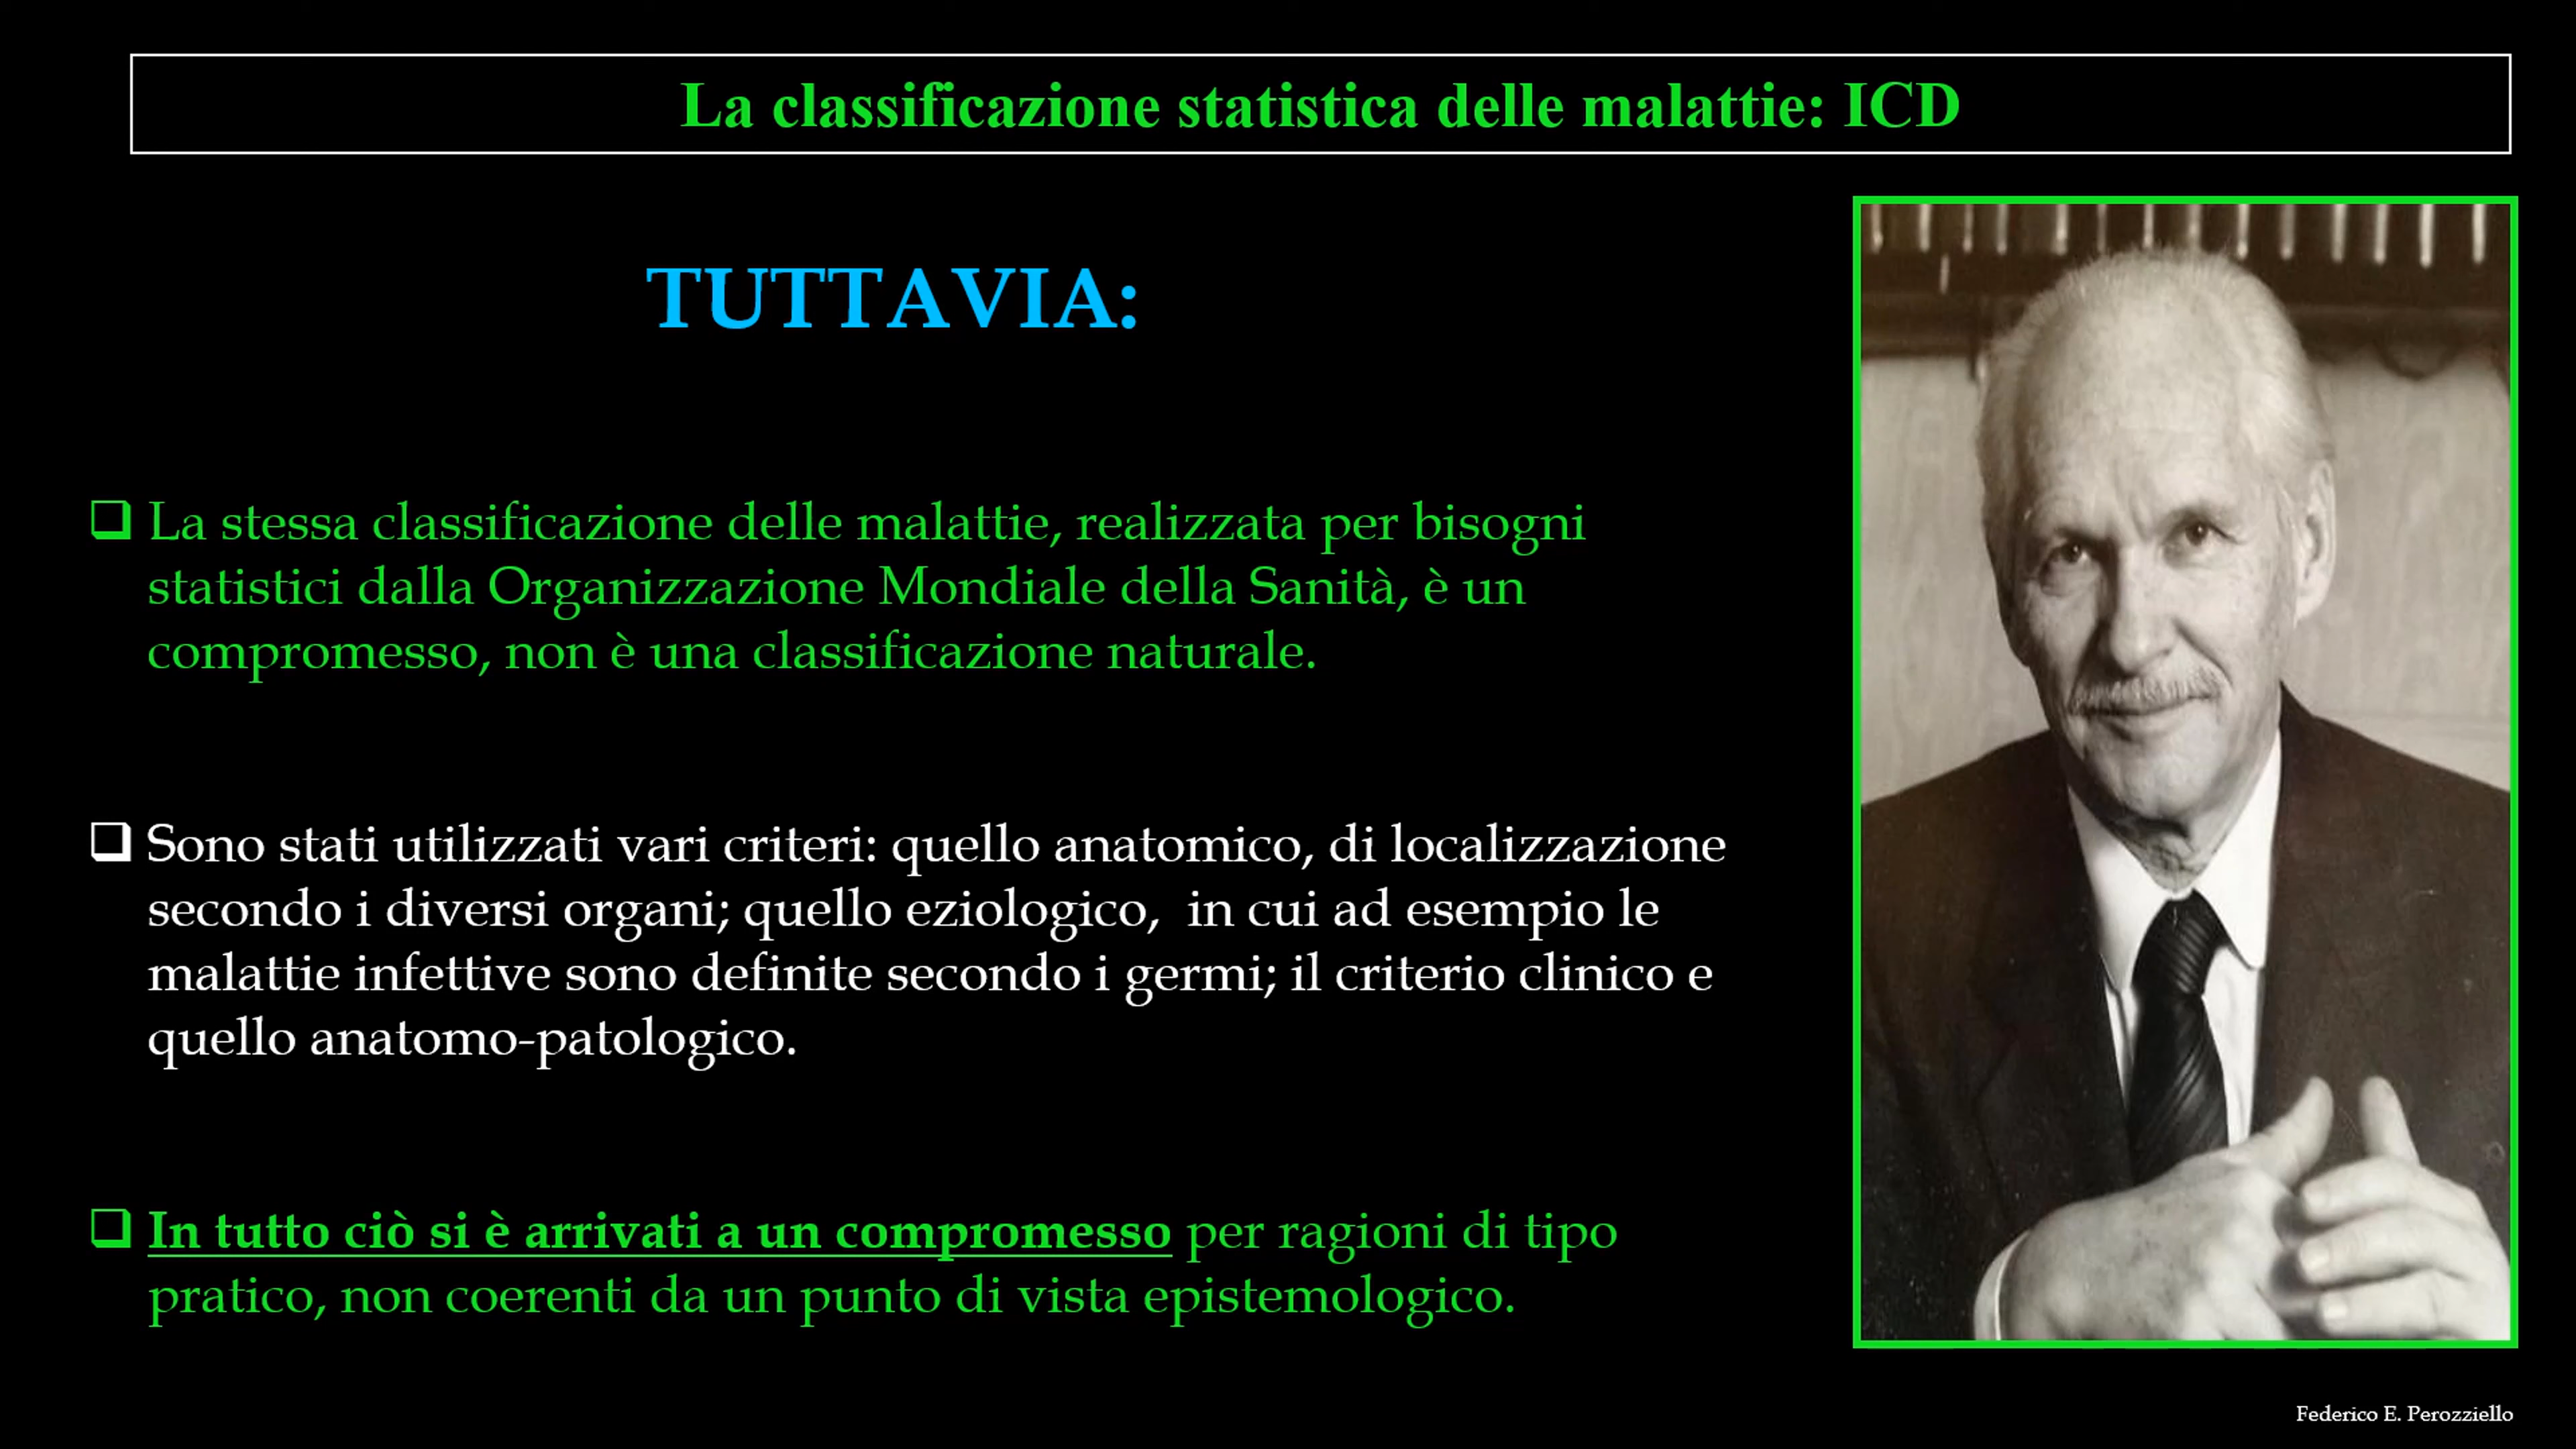 La classificazione statistica delle malattie: ICD
TUTTAVIA:
La stessa classificazione delle malattie, realizzata per bisogni
statistici dalla Organizzazione Mondiale della Sanità, è un
compromesso, non è una classificazione naturale.
Sono stati utilizzati vari criteri: quello anatomico, di localizzazione
secondo i diversi organi; quello eziologico, in cui ad esempio le
malattie infettive sono definite secondo i germi; il criterio clinico e
quello anatomo-patologico.
In tutto ciò si è arrivati a un compromesso per ragioni di tipo
pratico, non coerenti da un punto di vista epistemologico.
Federico E. Perozziello